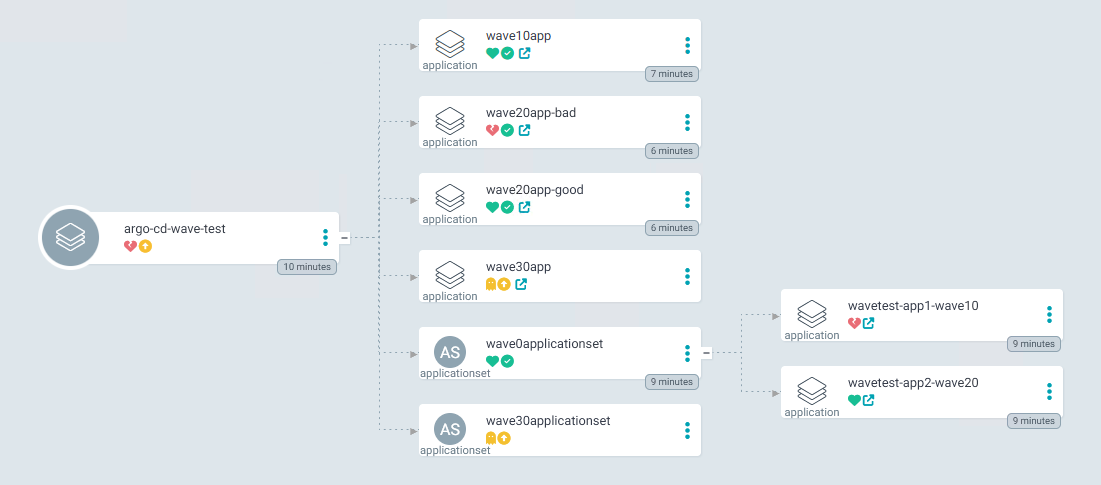 wave10app
application
7 minutes
wave20app-bad
application
6 minutes
wave20app-good
application
6 minutes
argo-cd-wave-test
10 minutes
wave30app
application
wavetest-app1-wave10
application
9 minutes
AS
wave0applicationset
applicationset
9 minutes
wavetest-app2-wave20
application
9 minutes
AS
wave30applicationset
applicationset